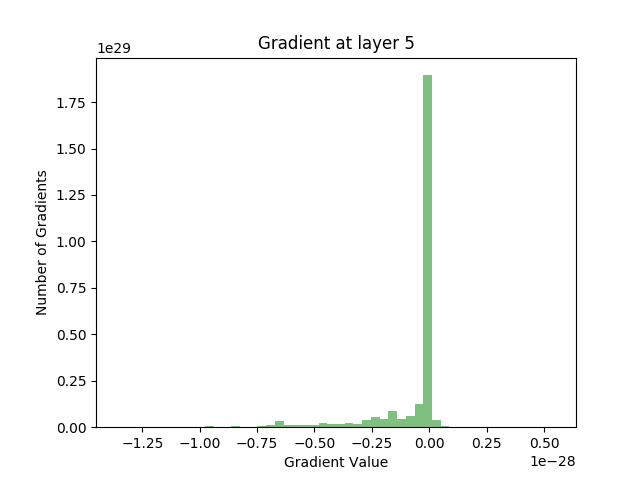 Gradient at layer 5
1e29
1.75
1.50
1.25
1.00
0.75
0.50
0.25
0.00
Number of Gradients
−1.25 −1.00 −0.75 −0.50 −0.25 0.00 0.25 0.50
Gradient Value
1e−28